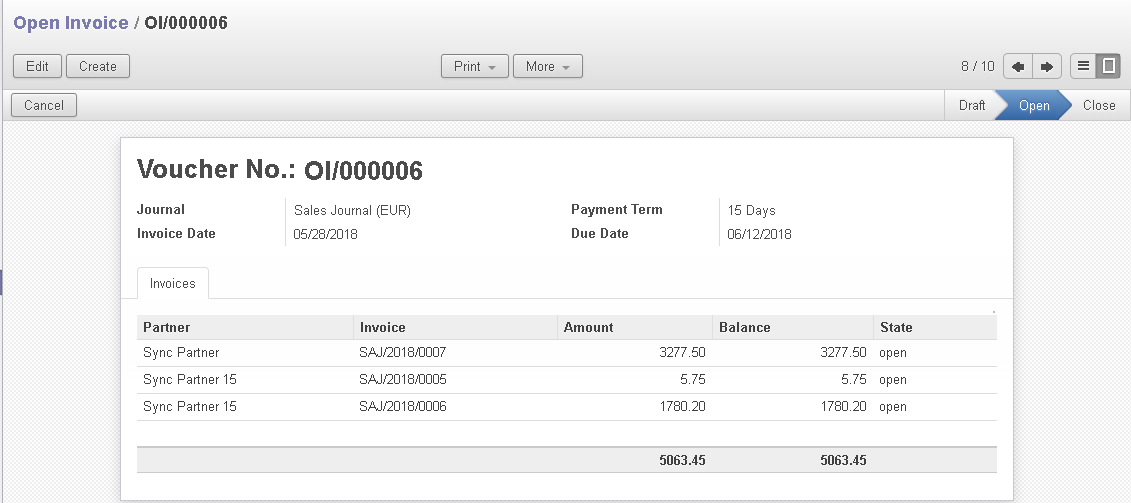 Open Invoice / OI/000006
Edit Create Print More 8 / 10
Cancel Draft Open Close
Voucher No.: OI/000006
Journal Sales Journal (EUR) Payment Term 15 Days
Invoice Date 05/28/2018 Due Date 06/12/2018
Invoices
Partner Invoice Amount Balance State
Sync Partner SAJ/2018/0007 3277.50 3277.50 open
Sync Partner 15 SAJ/2018/0005 5.75 5.75 open
Sync Partner 15 SAJ/2018/0006 1780.20 1780.20 open
5063.45 5063.45